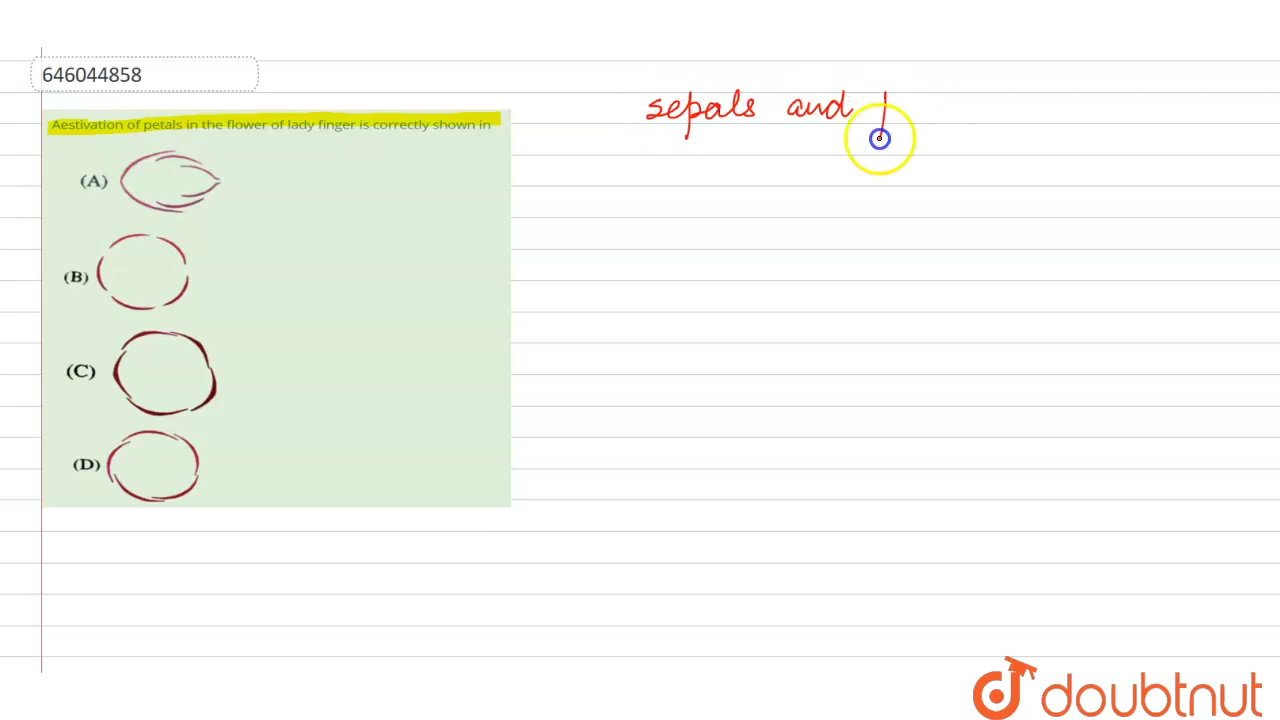 646044858
sepals and
Aestivation of petals in the flower of lady finger is correctly shown in
(A)
(B)
(C)
(D)
doubtnut